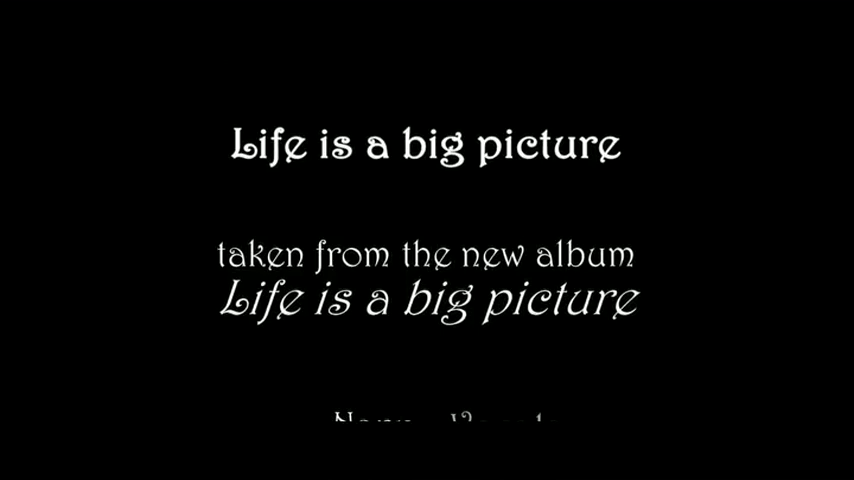 Life is a big picture
taken from the new album
Life is a big picture